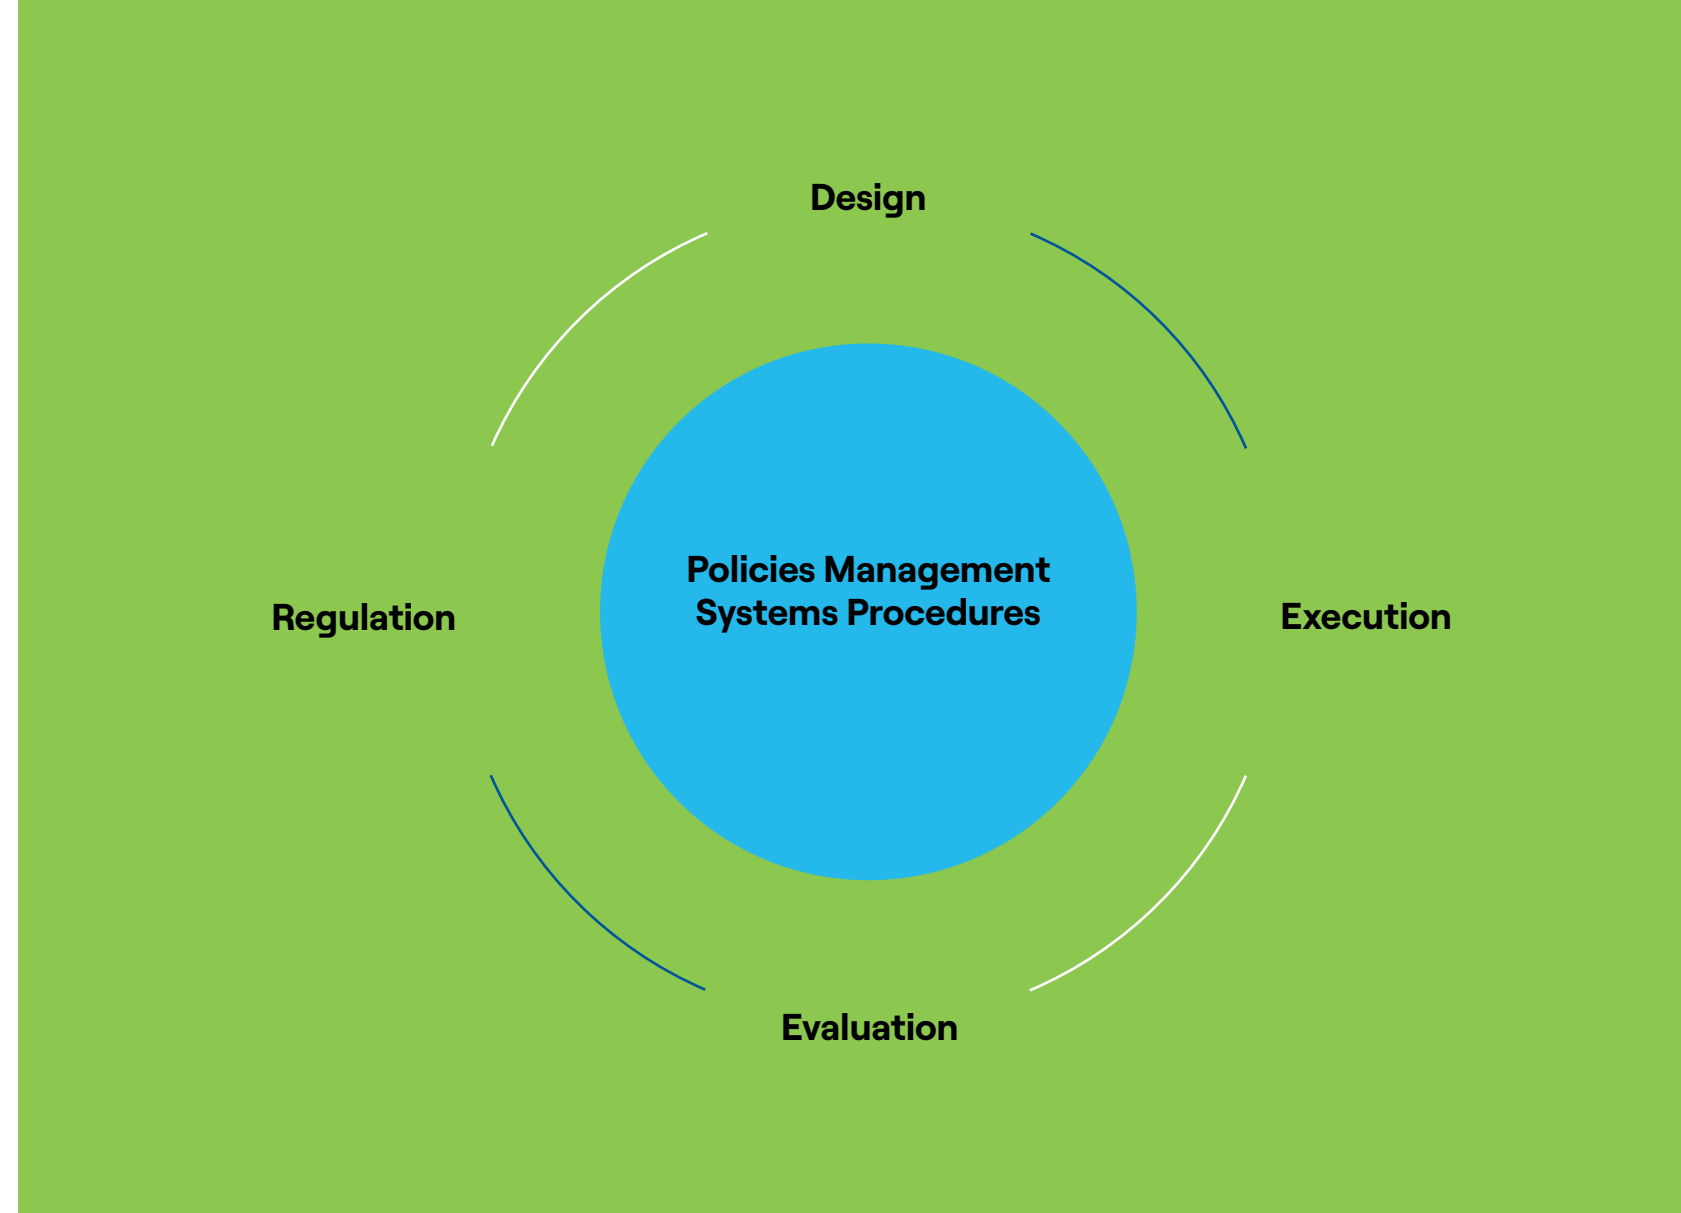 Design
Policies Management
Systems Procedures
Regulation
Execution
Evaluation